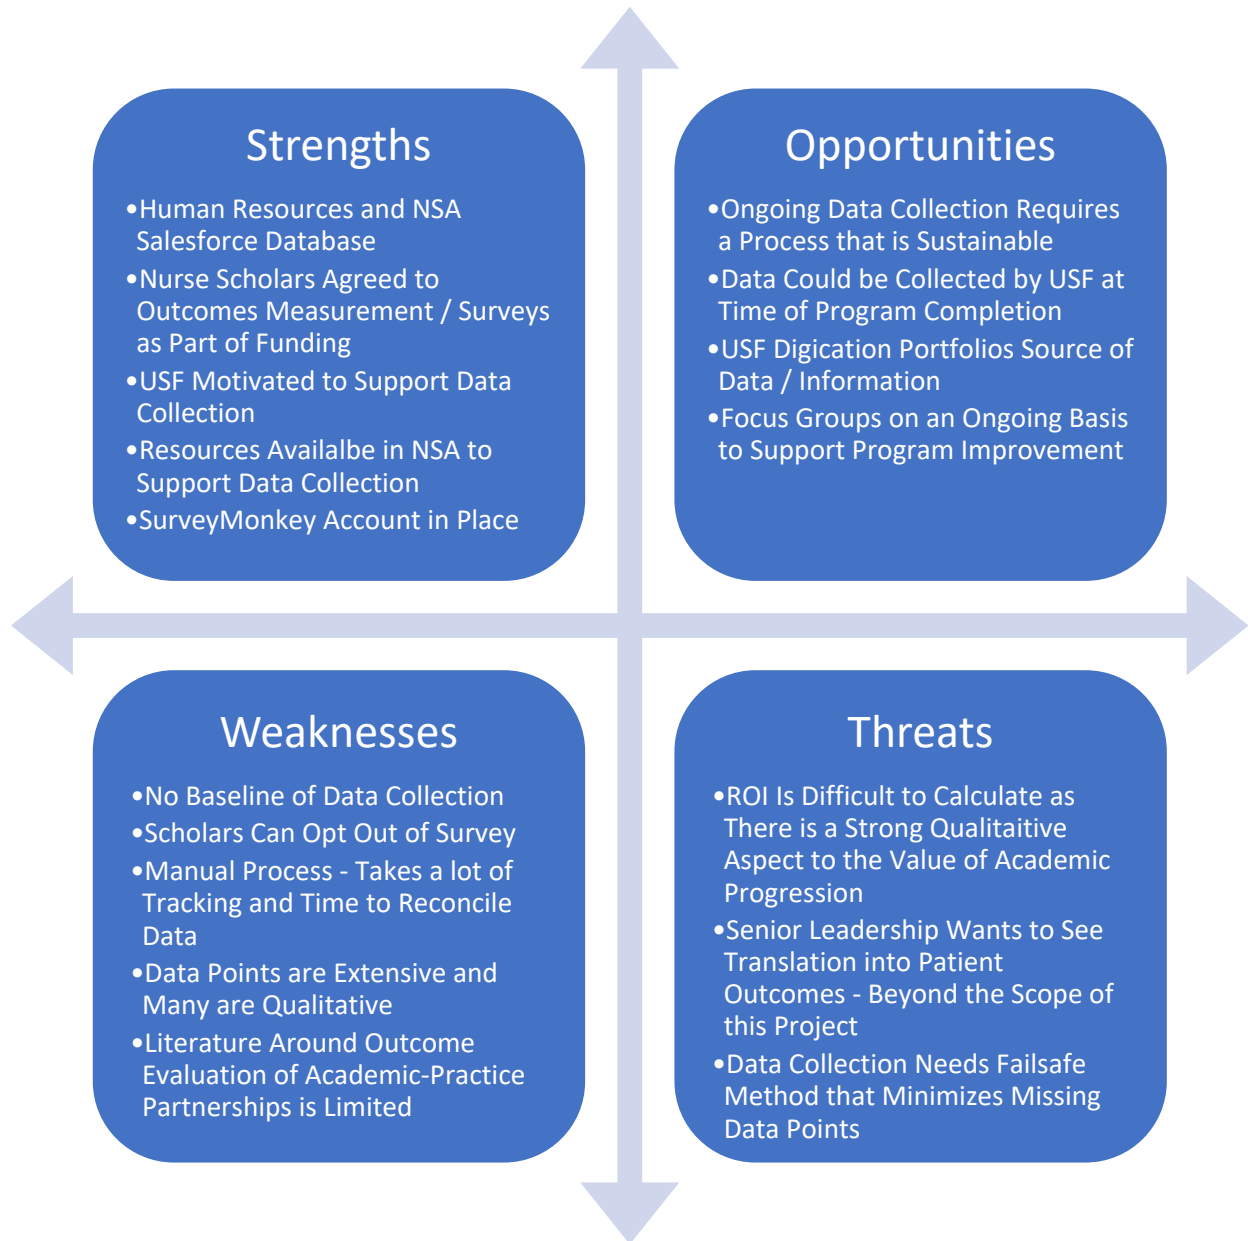 Strengths
•Human Resources and NSA
Salesforce Database
•Nurse Scholars Agreed to
Outcomes Measurement / Surveys
as Part of Funding
•USF Motivated to Support Data
Collection
•Resources Availalbe in NSA to
Support Data Collection
•SurveyMonkey Account in Place
Opportunities
•Ongoing Data Collection Requires
a Process that is Sustainable
•Data Could be Collected by USF at
Time of Program Completion
•USF Digication Portfolios Source of
Data / Information
•Focus Groups on an Ongoing Basis
to Support Program Improvement
Weaknesses
•No Baseline of Data Collection
•Scholars Can Opt Out of Survey
•Manual Process - Takes a lot of
Tracking and Time to Reconcile
Data
•Data Points are Extensive and
Many are Qualitative
•Literature Around Outcome
Evaluation of Academic-Practice
Partnerships is Limited
Threats
•ROI Is Difficult to Calculate as
There is a Strong Qualitaitive
Aspect to the Value of Academic
Progression
•Senior Leadership Wants to See
Translation into Patient
Outcomes - Beyond the Scope of
this Project
•Data Collection Needs Failsafe
Method that Minimizes Missing
Data Points